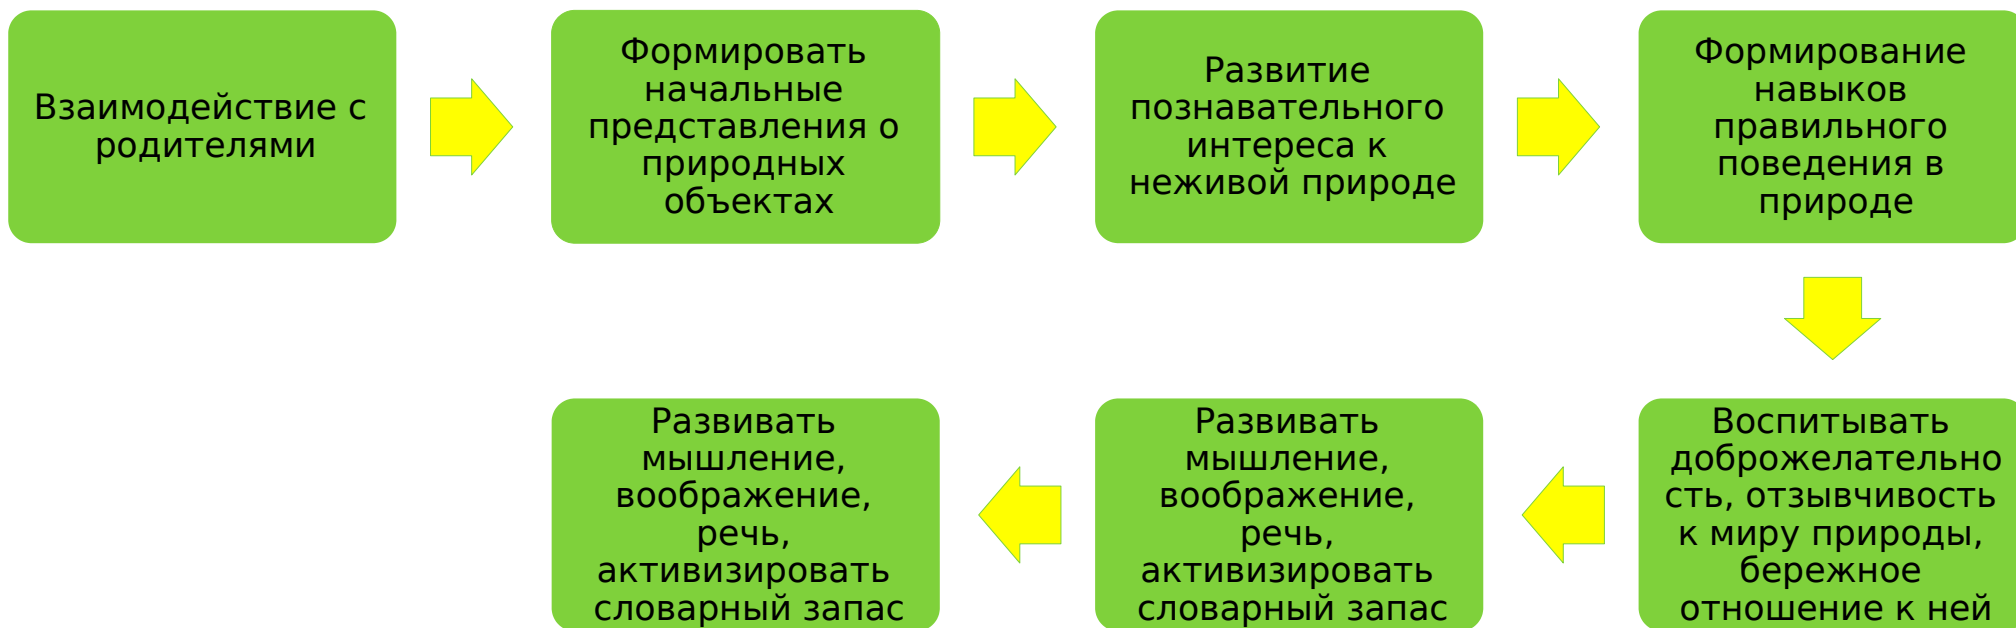 Взаимодействие с
родителями
Формировать
начальные
представления о
природных
объектах
Развитие
познавательного
интереса к
неживой природе
Формирование
навыков
правильного
поведения в
природе
Воспитывать
доброжелательно
сть, отзывчивость
к миру природы,
бережное
отношение к ней
Развивать
мышление,
воображение,
речь,
активизировать
словарный запас
Развивать
мышление,
воображение,
речь,
активизировать
словарный запас